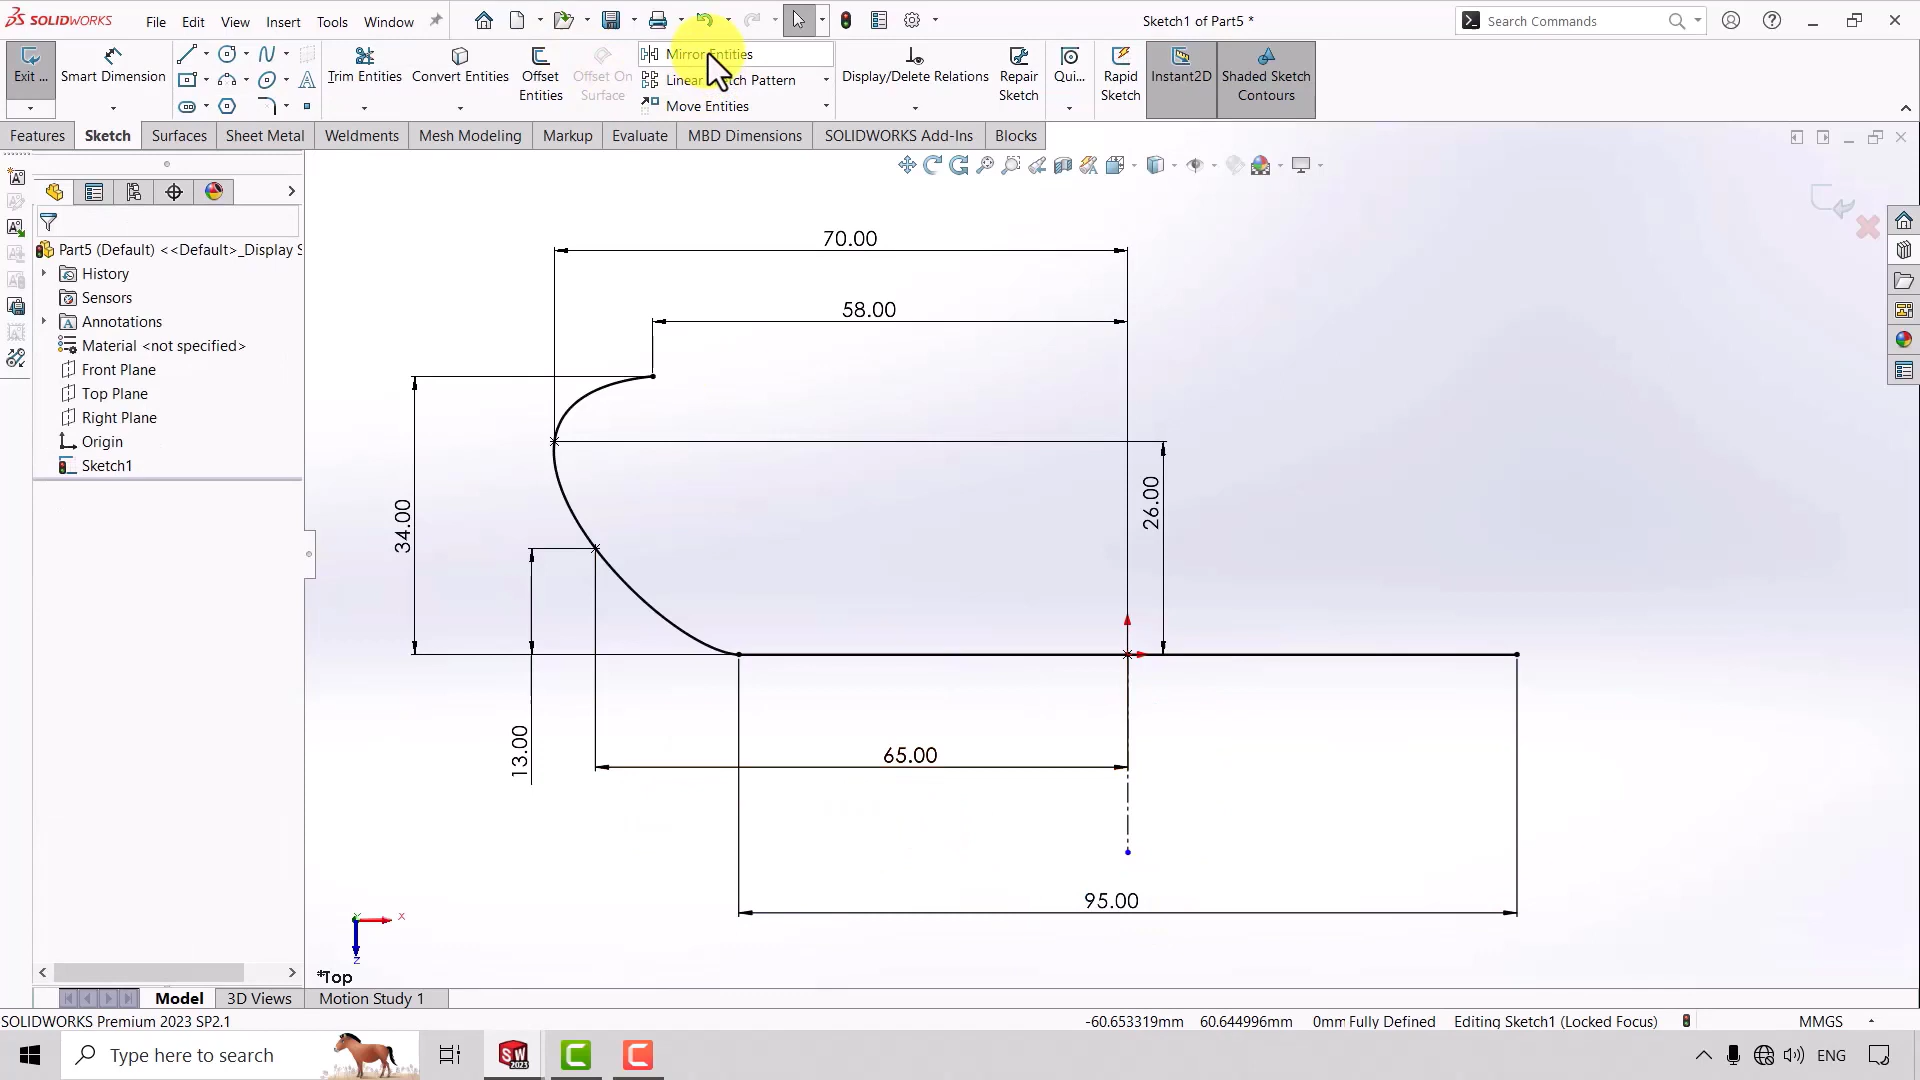 SOLIDWORKS File Edit View Insert Tools Window Sketch1 of Part5 * Search Commands
Exit ... Smart Dimension Trim Entities Convert Entities Offset Entities Offset On Surface Mirror Entities Display/Delete Relations Repair Sketch Qui... Rapid Sketch Instant2D Shaded Sketch Contours
Move Entities
Features Sketch Surfaces Sheet Metal Weldments Mesh Modeling Markup Evaluate MBD Dimensions SOLIDWORKS Add-Ins Blocks
Part5 (Default) <<Default>_Display S
History
Sensors
Annotations
Material <not specified>
Front Plane
Top Plane
Right Plane
Origin
Sketch1
70.00
58.00
34.00
26.00
13.00
65.00
95.00
X
Y
Z
*Top
Model 3D Views Motion Study 1
SOLIDWORKS Premium 2023 SP2.1 -60.653319mm 60.644996mm 0mm Fully Defined Editing Sketch1 (Locked Focus) MMGS
Type here to search SW 2023 C C ENG